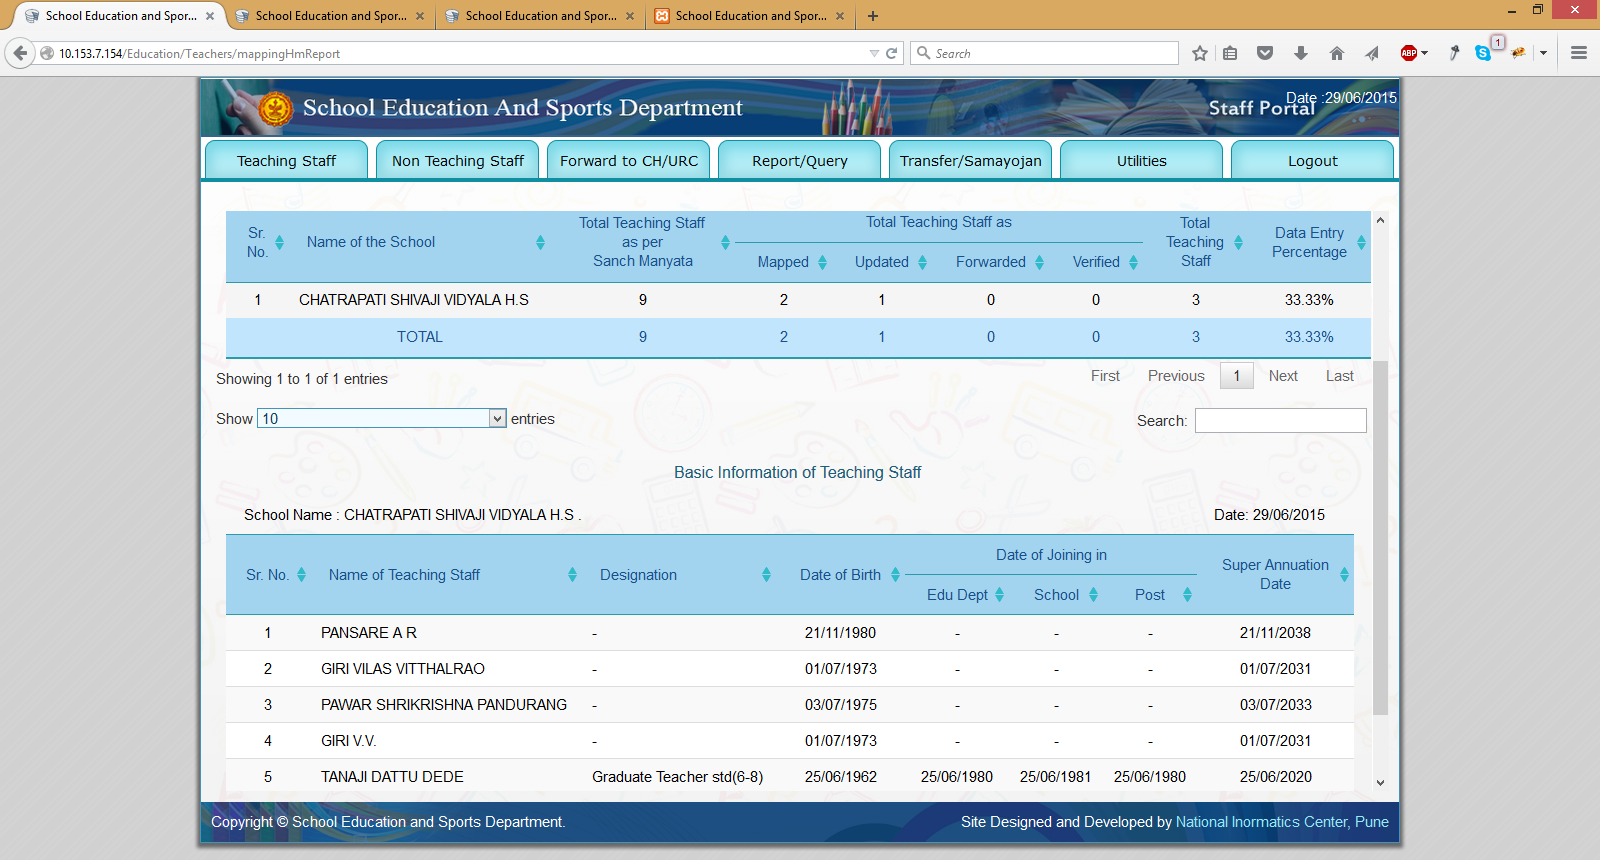 School Education and Spor... × School Education and Spor... × School Education and Spor... × School Education and Spor... × +
10.153.7.154/Education/Teachers/mappingHmReport Search ABP S 1
School Education And Sports Department Staff Portal Date :29/06/2015
Teaching Staff Non Teaching Staff Forward to CH/URC Report/Query Transfer/Samayojan Utilities Logout
Sr. No. Name of the School Total Teaching Staff as per Sanch Manyata Total Teaching Staff as Total Teaching Staff Data Entry Percentage
Mapped Updated Forwarded Verified
1 CHATRAPATI SHIVAJI VIDYALA H.S 9 2 1 0 0 3 33.33%
TOTAL 9 2 1 0 0 3 33.33%
Showing 1 to 1 of 1 entries First Previous 1 Next Last
Show 10 entries Search:
Basic Information of Teaching Staff
School Name : CHATRAPATI SHIVAJI VIDYALA H.S . Date: 29/06/2015
Sr. No. Name of Teaching Staff Designation Date of Birth Date of Joining in Super Annuation Date
Edu Dept School Post
1 PANSARE A R - 21/11/1980 - - - 21/11/2038
2 GIRI VILAS VITTHALRAO - 01/07/1973 - - - 01/07/2031
3 PAWAR SHRIKRISHNA PANDURANG - 03/07/1975 - - - 03/07/2033
4 GIRI V.V. - 01/07/1973 - - - 01/07/2031
5 TANAJI DATTU DEDE Graduate Teacher std(6-8) 25/06/1962 25/06/1980 25/06/1981 25/06/1980 25/06/2020
Copyright © School Education and Sports Department. Site Designed and Developed by National Inormatics Center, Pune